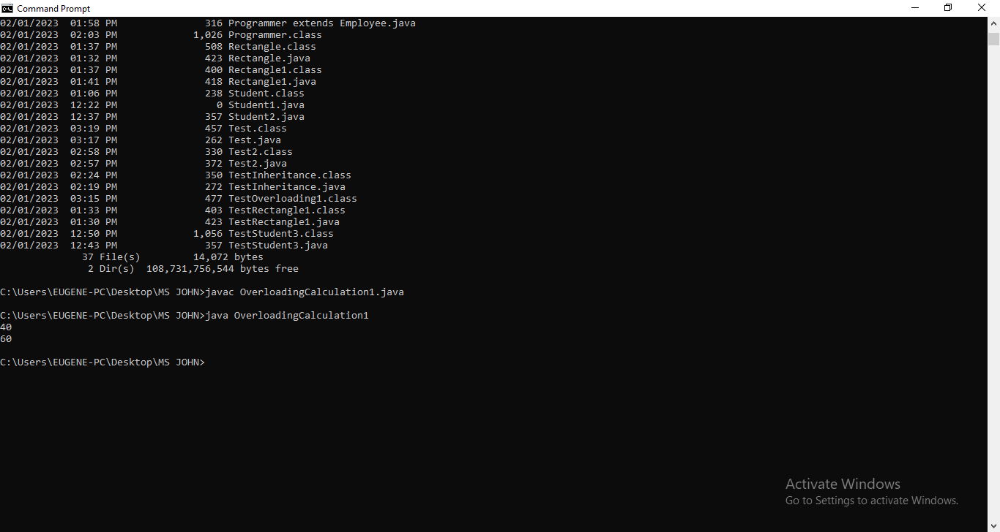 Command Prompt
02/01/2023  01:58 PM               316 Programmer extends Employee.java
02/01/2023  02:03 PM             1,026 Programmer.class
02/01/2023  01:37 PM               508 Rectangle.class
02/01/2023  01:32 PM               423 Rectangle.java
02/01/2023  01:37 PM               400 Rectangle1.class
02/01/2023  01:41 PM               418 Rectangle1.java
02/01/2023  01:06 PM               238 Student.class
02/01/2023  12:22 PM                 0 Student1.java
02/01/2023  12:37 PM               357 Student2.java
02/01/2023  03:19 PM               457 Test.class
02/01/2023  03:17 PM               262 Test.java
02/01/2023  02:58 PM               330 Test2.class
02/01/2023  02:57 PM               372 Test2.java
02/01/2023  02:24 PM               350 TestInheritance.class
02/01/2023  02:19 PM               272 TestInheritance.java
02/01/2023  03:15 PM               477 TestOverloading1.class
02/01/2023  01:33 PM               403 TestRectangle1.class
02/01/2023  01:30 PM               423 TestRectangle1.java
02/01/2023  12:50 PM             1,056 TestStudent3.class
02/01/2023  12:43 PM               357 TestStudent3.java
              37 File(s)         14,072 bytes
               2 Dir(s)  108,731,756,544 bytes free
C:\Users\EUGENE-PC\Desktop\MS JOHN>javac OverloadingCalculation1.java
C:\Users\EUGENE-PC\Desktop\MS JOHN>java OverloadingCalculation1
40
60
C:\Users\EUGENE-PC\Desktop\MS JOHN>
Activate Windows
Go to Settings to activate Windows.